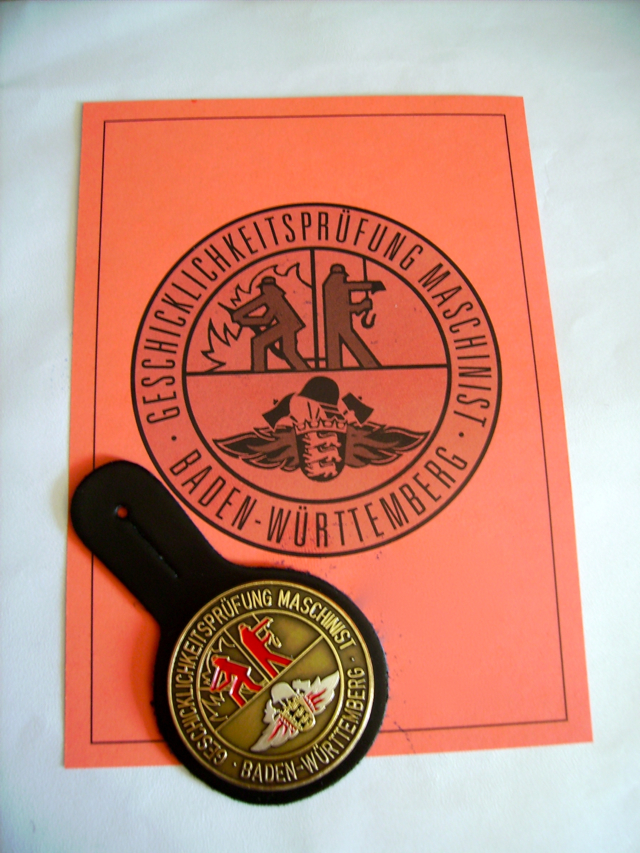 GESCHICKLICHKEITSPRÜFUNG MASCHINIST
· BADEN-WÜRTTEMBERG ·
GESCHICKLICHKEITSPRÜFUNG MASCHINIST
· BADEN-WÜRTTEMBERG ·